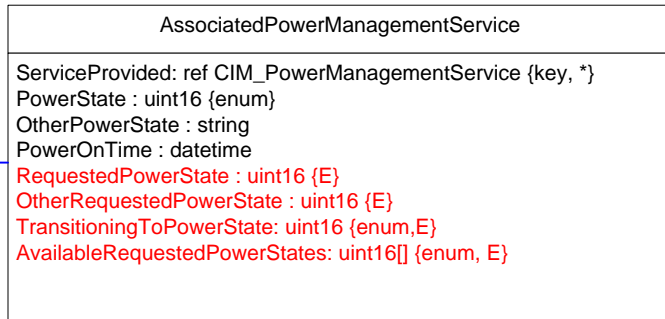 AssociatedPowerManagementService
ServiceProvided: ref CIM_PowerManagementService {key, *}
PowerState : uint16 {enum}
OtherPowerState : string
PowerOnTime : datetime
RequestedPowerState : uint16 {E}
OtherRequestedPowerState : uint16 {E}
TransitioningToPowerState: uint16 {enum,E}
AvailableRequestedPowerStates: uint16[] {enum, E}